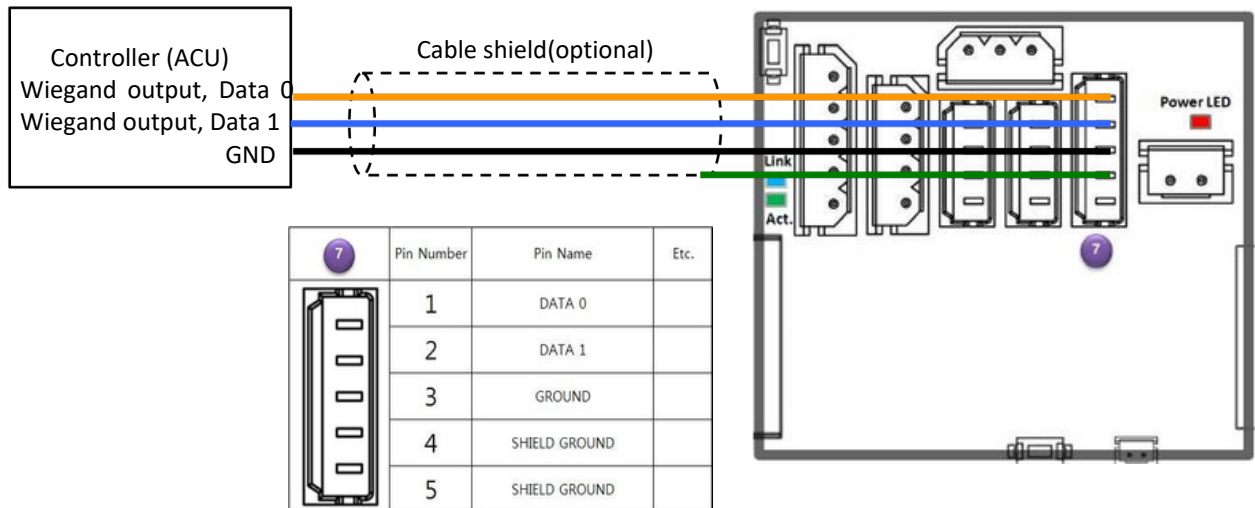 Controller (ACU)
Wiegand output, Data 0
Wiegand output, Data 1
GND
Cable shield(optional)
Power LED
Link
Act.
7
7 Pin Number Pin Name Etc.
1 DATA 0
2 DATA 1
3 GROUND
4 SHIELD GROUND
5 SHIELD GROUND